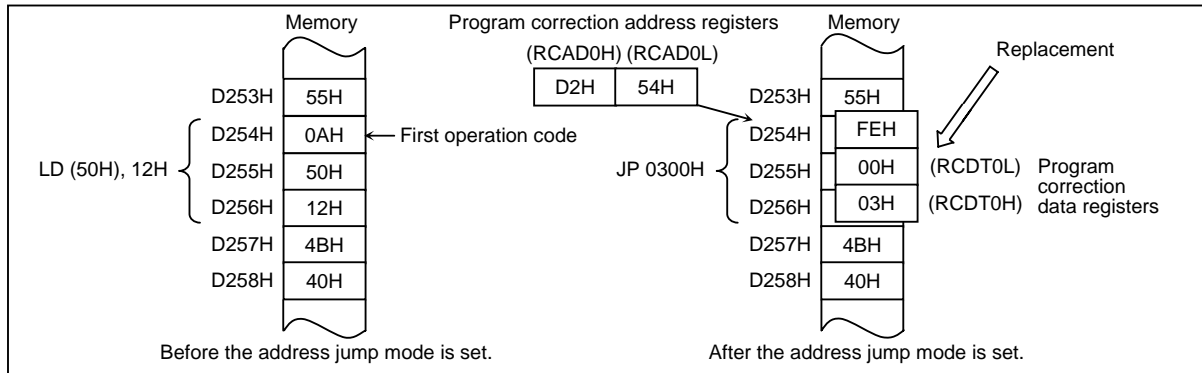 Memory
Program correction address registers
Memory
(RCAD0H) (RCAD0L)
Replacement
D2H 54H
D253H 55H
D253H 55H
D254H 0AH First operation code
D254H FEH
LD (50H), 12H D255H 50H
JP 0300H D255H 00H (RCDT0L) Program
correction
data registers
D256H 12H
D256H 03H (RCDT0H)
D257H 4BH
D257H 4BH
D258H 40H
D258H 40H
Before the address jump mode is set.
After the address jump mode is set.